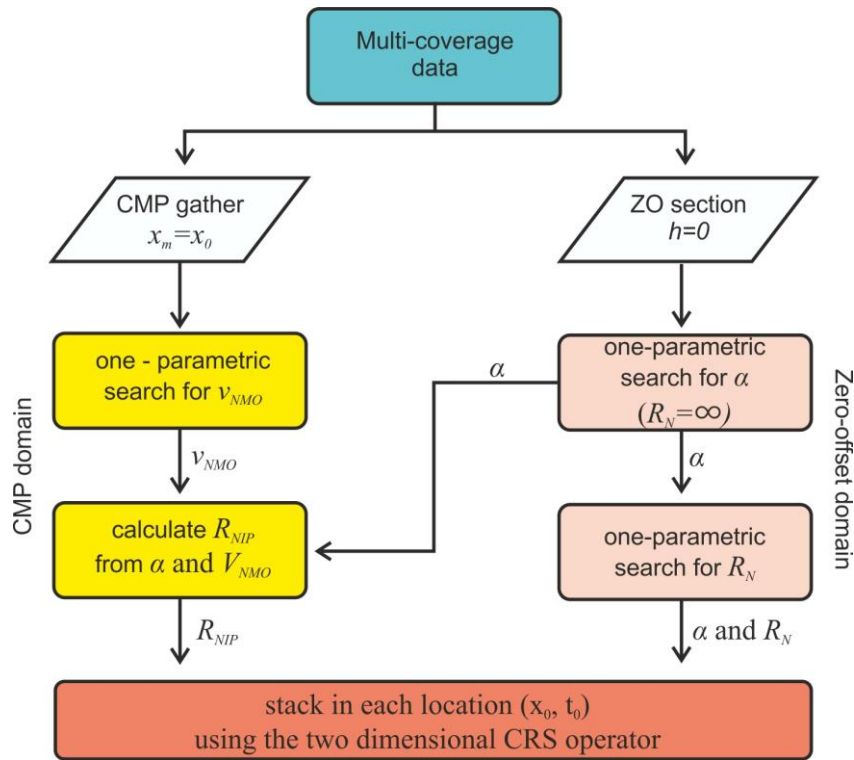 Multi-coverage
data
CMP gather
x_m=x_0
ZO section
h=0
one - parametric
search for v_NMO
one-parametric
search for α
(R_N=∞)
α
v_NMO
α
calculate R_NIP
from α and V_NMO
one-parametric
search for R_N
R_NIP
α and R_N
CMP domain
Zero-offset domain
stack in each location (x_0, t_0)
using the two dimensional CRS operator